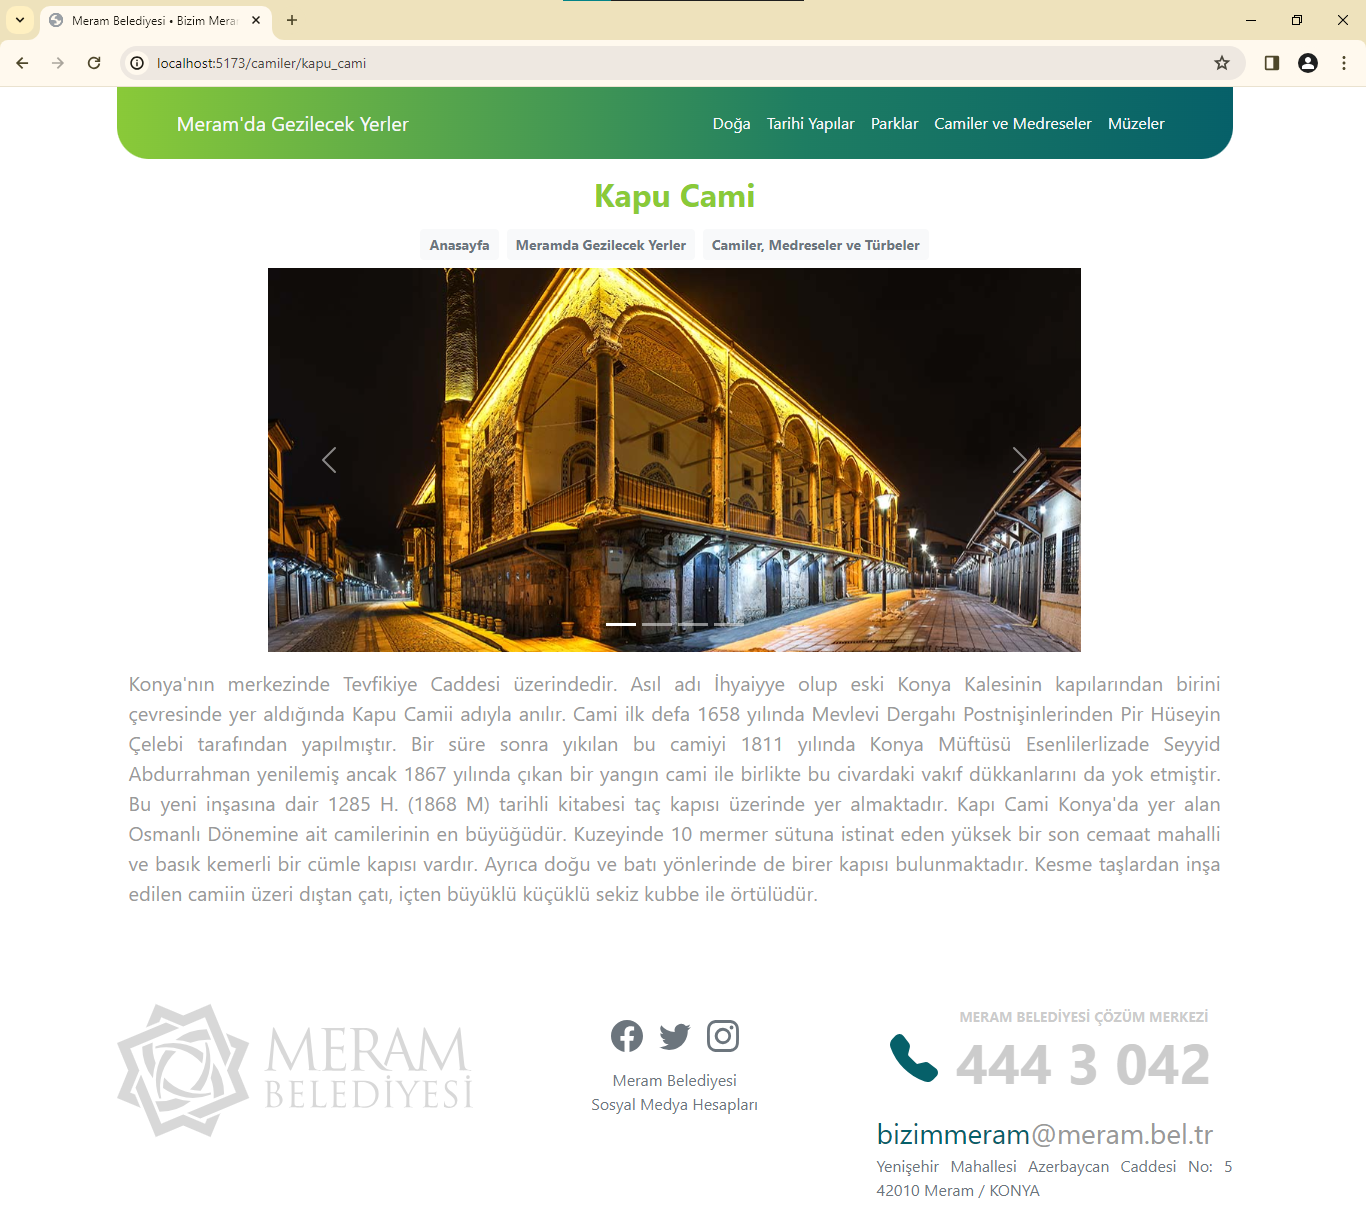 Meram Belediyesi • Bizim Mera
localhost:5173/camiler/kapu_cami
Meram'da Gezilecek Yerler
Doğa Tarihi Yapılar Parklar Camiler ve Medreseler Müzeler
Kapu Cami
Anasayfa Meramda Gezilecek Yerler Camiler, Medreseler ve Türbeler
Konya'nın merkezinde Tevfikiye Caddesi üzerindedir. Asıl adı İhyaiyye olup eski Konya Kalesinin kapılarından birini
çevresinde yer aldığında Kapu Camii adıyla anılır. Cami ilk defa 1658 yılında Mevlevi Dergahı Postnişinlerinden Pir Hüseyin
Çelebi tarafından yapılmıştır. Bir süre sonra yıkılan bu camiyi 1811 yılında Konya Müftüsü Esenlilerlizade Seyyid
Abdurrahman yenilemiş ancak 1867 yılında çıkan bir yangın cami ile birlikte bu civardaki vakıf dükkanlarını da yok etmiştir.
Bu yeni inşasına dair 1285 H. (1868 M) tarihli kitabesi taç kapısı üzerinde yer almaktadır. Kapı Cami Konya'da yer alan
Osmanlı Dönemine ait camilerinin en büyüğüdür. Kuzeyinde 10 mermer sütuna istinat eden yüksek bir son cemaat mahalli
ve basık kemerli bir cümle kapısı vardır. Ayrıca doğu ve batı yönlerinde de birer kapısı bulunmaktadır. Kesme taşlardan inşa
edilen camiin üzeri dıştan çatı, içten büyüklü küçüklü sekiz kubbe ile örtülüdür.
MERAM
BELEDİYESİ
Meram Belediyesi
Sosyal Medya Hesapları
MERAM BELEDİYESİ ÇÖZÜM MERKEZİ
444 3 042
bizimmeram@meram.bel.tr
Yenişehir Mahallesi Azerbaycan Caddesi No: 5
42010 Meram / KONYA